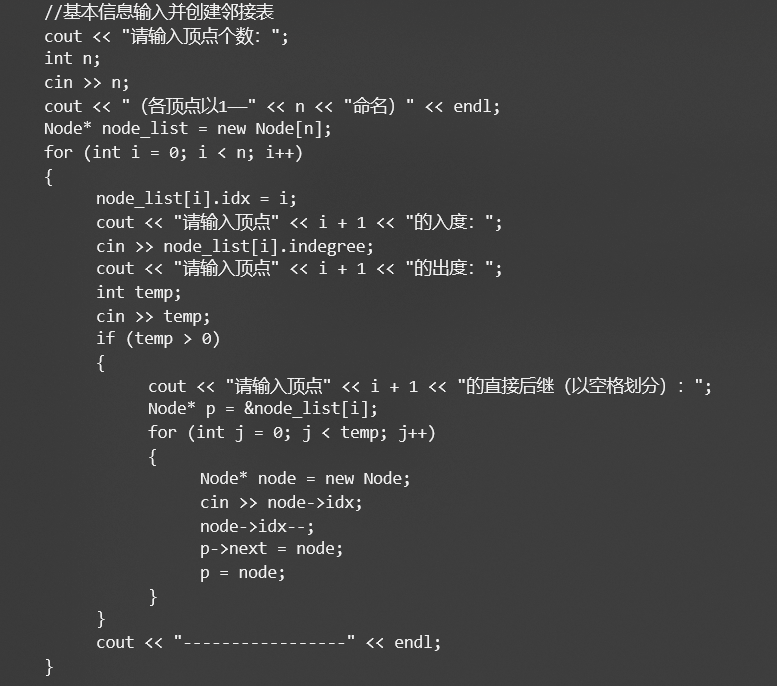 //基本信息输入并创建邻接表
cout << "请输入顶点个数：";
int n;
cin >> n;
cout << "（各顶点以1——" << n << "命名）" << endl;
Node* node_list = new Node[n];
for (int i = 0; i < n; i++)
{
node_list[i].idx = i;
cout << "请输入顶点" << i + 1 << "的入度：";
cin >> node_list[i].indegree;
cout << "请输入顶点" << i + 1 << "的出度：";
int temp;
cin >> temp;
if (temp > 0)
{
cout << "请输入顶点" << i + 1 << "的直接后继（以空格划分）：";
Node* p = &node_list[i];
for (int j = 0; j < temp; j++)
{
Node* node = new Node;
cin >> node->idx;
node->idx--;
p->next = node;
p = node;
}
}
cout << "-----------------" << endl;
}